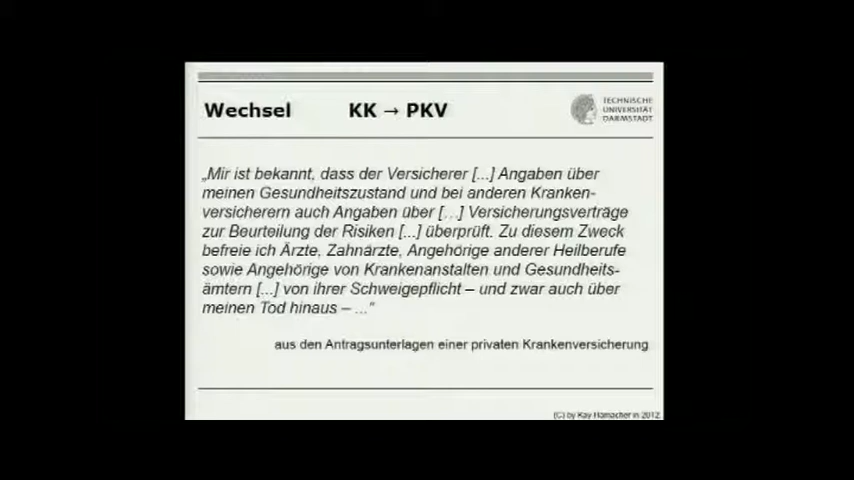 Wechsel KK → PKV
TECHNISCHE
UNIVERSITÄT
DARMSTADT
„Mir ist bekannt, dass der Versicherer [...] Angaben über
meinen Gesundheitszustand und bei anderen Kranken-
versicherern auch Angaben über [...] Versicherungsverträge
zur Beurteilung der Risiken [...] überprüft. Zu diesem Zweck
befreie ich Ärzte, Zahnärzte, Angehörige anderer Heilberufe
sowie Angehörige von Krankenanstalten und Gesundheits-
ämtern [...] von ihrer Schweigepflicht – und zwar auch über
meinen Tod hinaus – ...“
aus den Antragsunterlagen einer privaten Krankenversicherung
(C) by Kay Hamacher in 2012